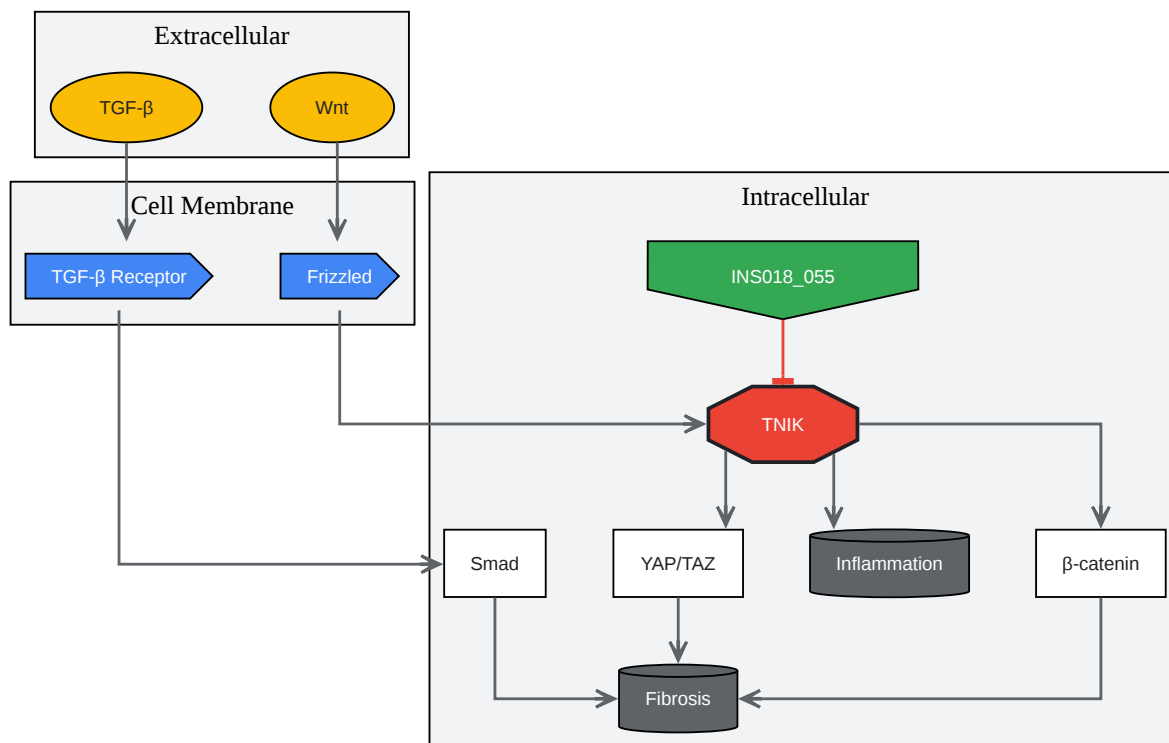 Extracellular
TGF-β
Wnt
Cell Membrane
TGF-β Receptor
Frizzled
Intracellular
INS018_055
TNIK
Smad
YAP/TAZ
Inflammation
β-catenin
Fibrosis